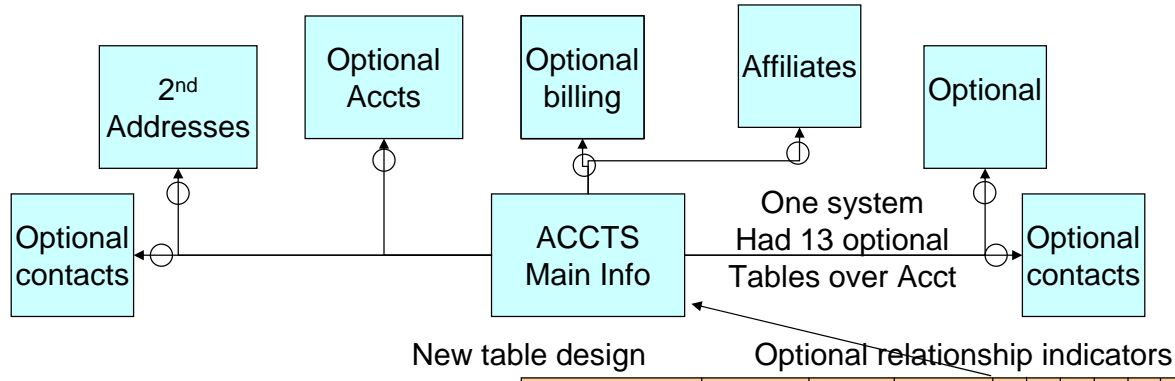 2nd
Addresses
Optional
Accts
Optional
billing
Affiliates
Optional
Optional
contacts
ACCTS
Main Info
One system
Had 13 optional
Tables over Acct
Optional
contacts
New table design
Optional relationship indicators